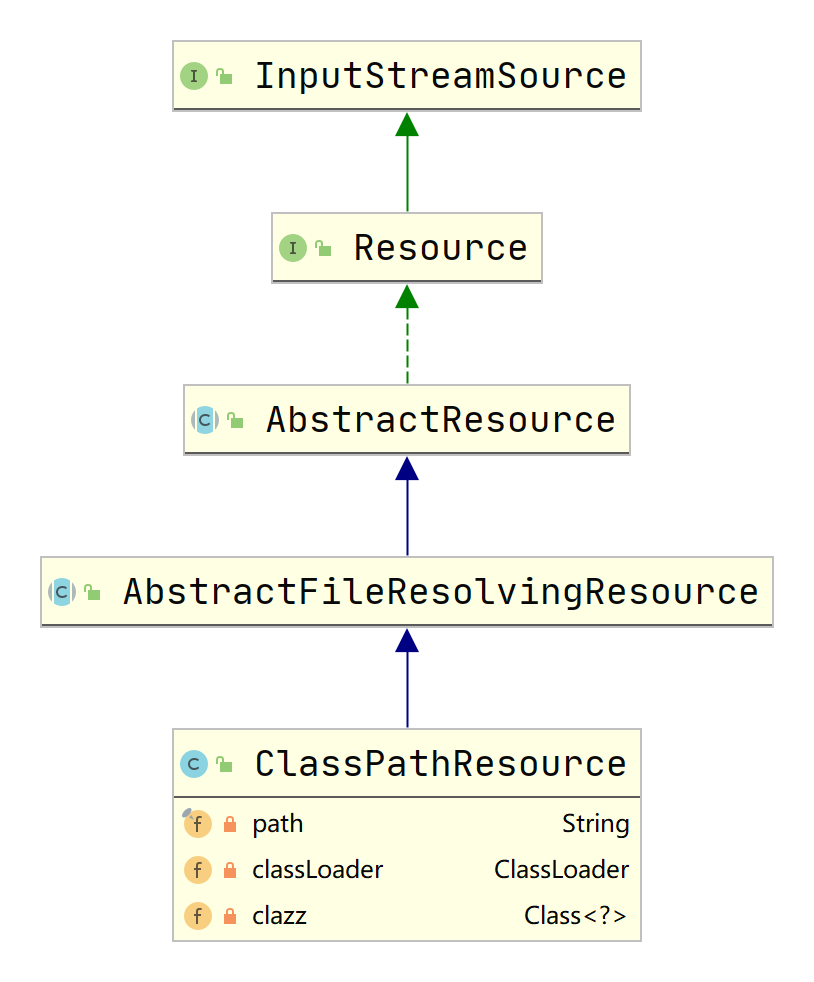 I InputStreamSource
I Resource
C AbstractResource
C AbstractFileResolvingResource
C ClassPathResource
f path String
f classLoader ClassLoader
f clazz Class<?>